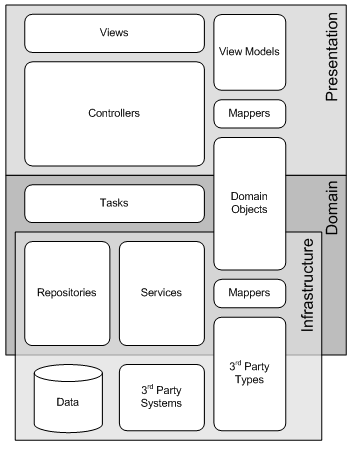 Views
View Models
Presentation
Controllers
Mappers
Tasks
Domain
Objects
Domain
Repositories
Services
Mappers
Infrastructure
Data
3rd Party
Systems
3rd Party
Types